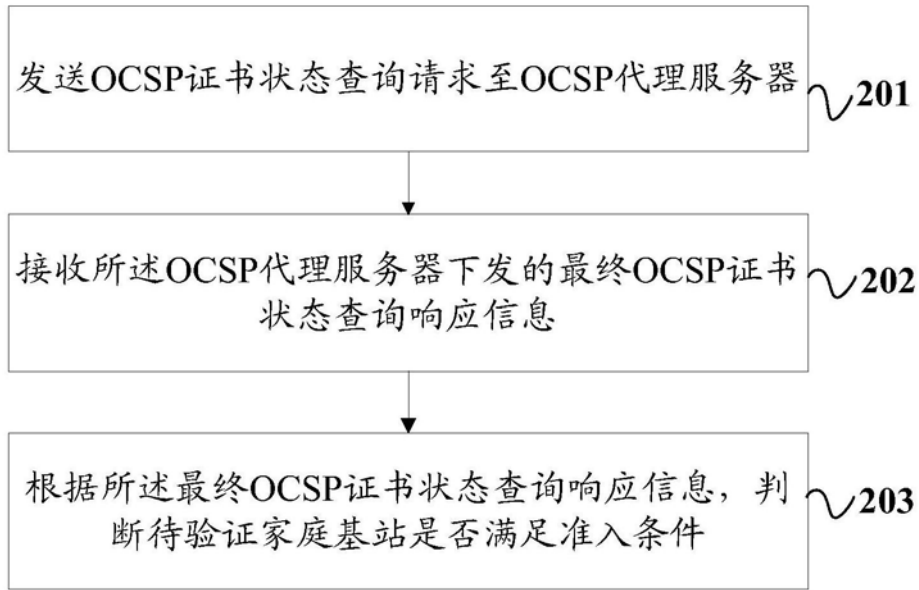 发送OCSP证书状态查询请求至OCSP代理服务器
201
接收所述OCSP代理服务器下发的最终OCSP证书
状态查询响应信息
202
根据所述最终OCSP证书状态查询响应信息，判
断待验证家庭基站是否满足准入条件
203